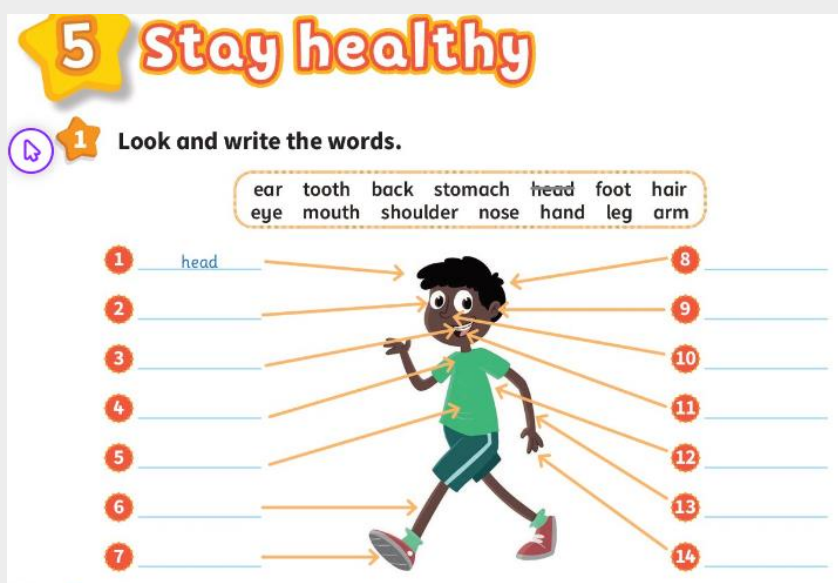 5 Stay healthy
1 Look and write the words.
ear tooth back stomach head foot hair
eye mouth shoulder nose hand leg arm
1 head 8
2 9
3 10
4 11
5 12
6 13
7 14